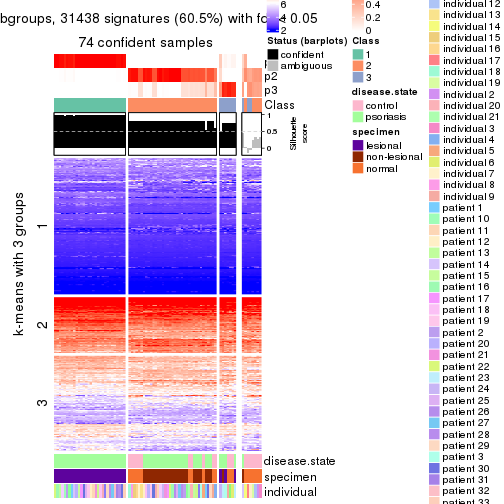 bgroups, 31438 signatures (60.5%) with fd < 0.05
74 confident samples
p2
p3
Class
1
0.5
0
Silhouette
score
k-means with 3 groups
1
2
3
disease.state
specimen
individual
6
4
2
0.4
0.2
0
Status (barplots)
confident
ambiguous
Class
1
2
3
disease.state
control
psoriasis
specimen
lesional
non-lesional
normal
individual 12
individual 13
individual 14
individual 15
individual 16
individual 17
individual 18
individual 19
individual 2
individual 20
individual 21
individual 3
individual 4
individual 5
individual 6
individual 7
individual 8
individual 9
patient 1
patient 10
patient 11
patient 12
patient 13
patient 14
patient 15
patient 16
patient 17
patient 18
patient 19
patient 2
patient 20
patient 21
patient 22
patient 23
patient 24
patient 25
patient 26
patient 27
patient 28
patient 29
patient 3
patient 30
patient 31
patient 32
patient 33